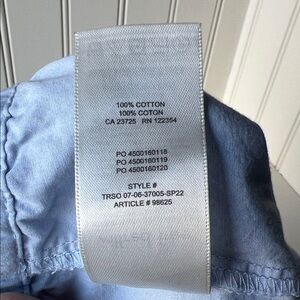 100% COTTON
100% COTON
CA 23725 RN 122354
PO 4500160118
PO 4500160119
PO 4500160120
STYLE #
TRSO 07-06-37005-SP22
ARTICLE # 98625